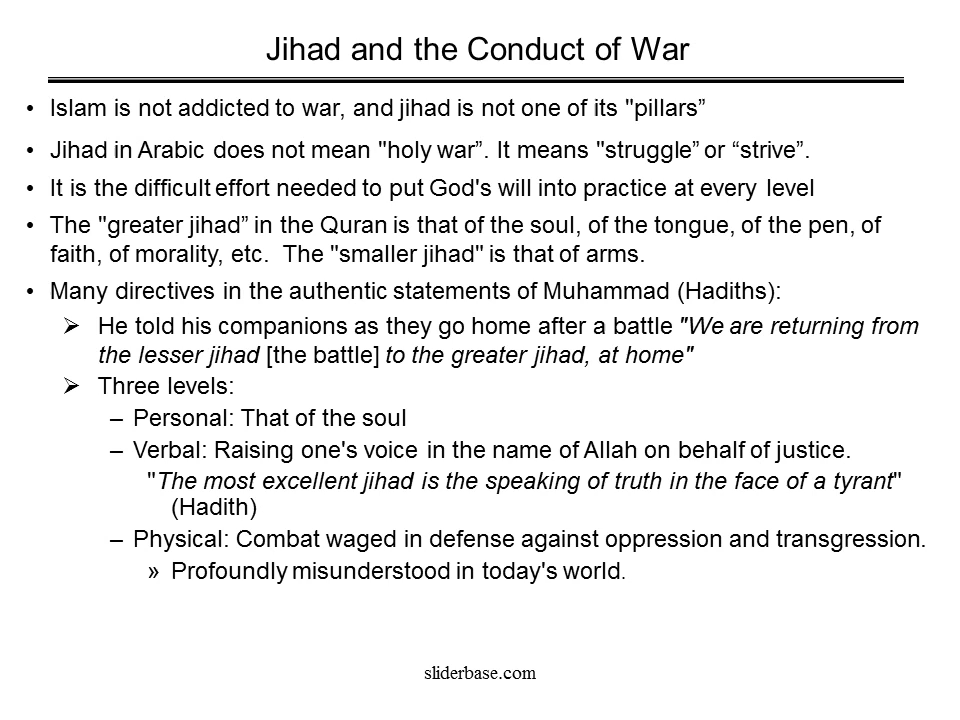 Jihad and the Conduct of War
• Islam is not addicted to war, and jihad is not one of its "pillars”
• Jihad in Arabic does not mean "holy war”. It means "struggle” or “strive”.
• It is the difficult effort needed to put God's will into practice at every level
• The "greater jihad” in the Quran is that of the soul, of the tongue, of the pen, of
faith, of morality, etc.  The "smaller jihad" is that of arms.
• Many directives in the authentic statements of Muhammad (Hadiths):
➢ He told his companions as they go home after a battle "We are returning from
the lesser jihad [the battle] to the greater jihad, at home"
➢ Three levels:
– Personal: That of the soul
– Verbal: Raising one's voice in the name of Allah on behalf of justice.
"The most excellent jihad is the speaking of truth in the face of a tyrant"
(Hadith)
– Physical: Combat waged in defense against oppression and transgression.
» Profoundly misunderstood in today's world.
sliderbase.com